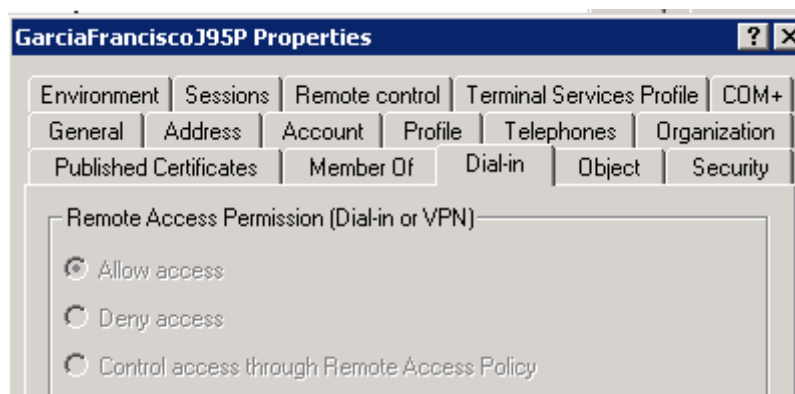 GarciaFranciscoJ95P Properties
Environment Sessions Remote control Terminal Services Profile COM+
General Address Account Profile Telephones Organization
Published Certificates Member Of Dial-in Object Security
Remote Access Permission (Dial-in or VPN)
Allow access
Deny access
Control access through Remote Access Policy